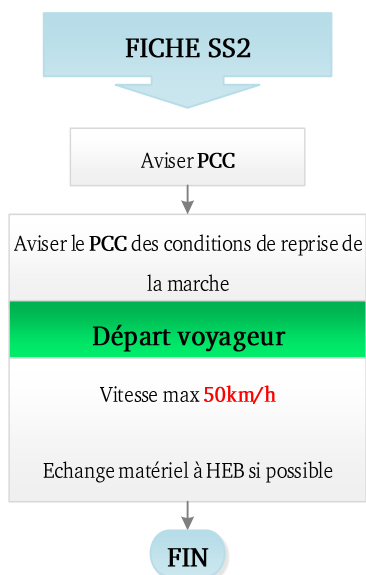 FICHE SS2
Aviser PCC
Aviser le PCC des conditions de reprise de
la marche
Départ voyageur
Vitesse max 50km/h
Echange matériel à HEB si possible
FIN